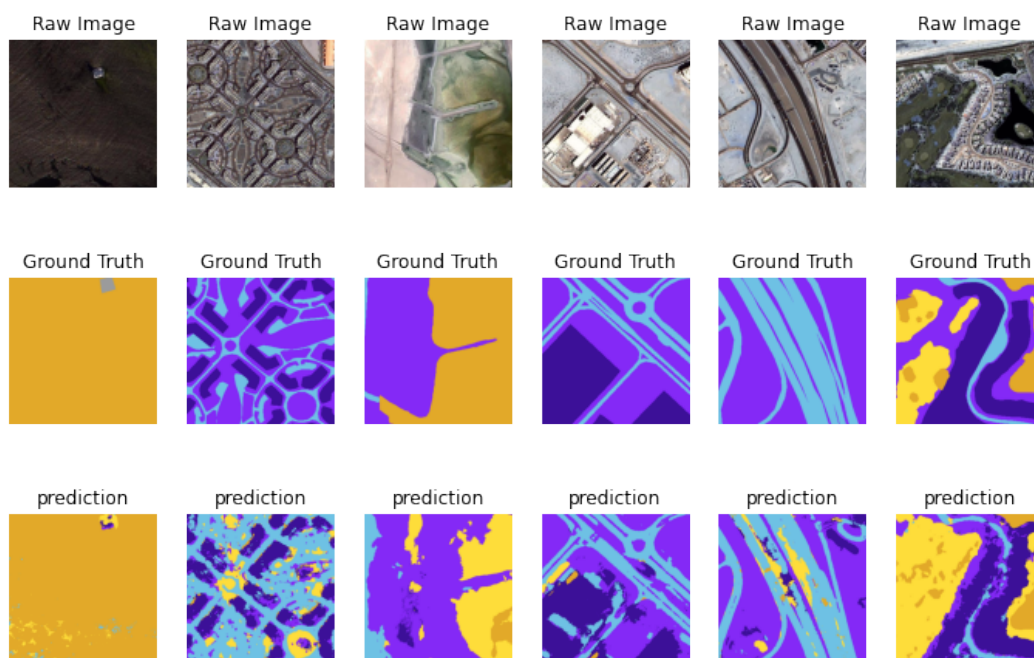 Raw Image Raw Image Raw Image Raw Image Raw Image Raw Image
Ground Truth Ground Truth Ground Truth Ground Truth Ground Truth Ground Truth
prediction prediction prediction prediction prediction prediction